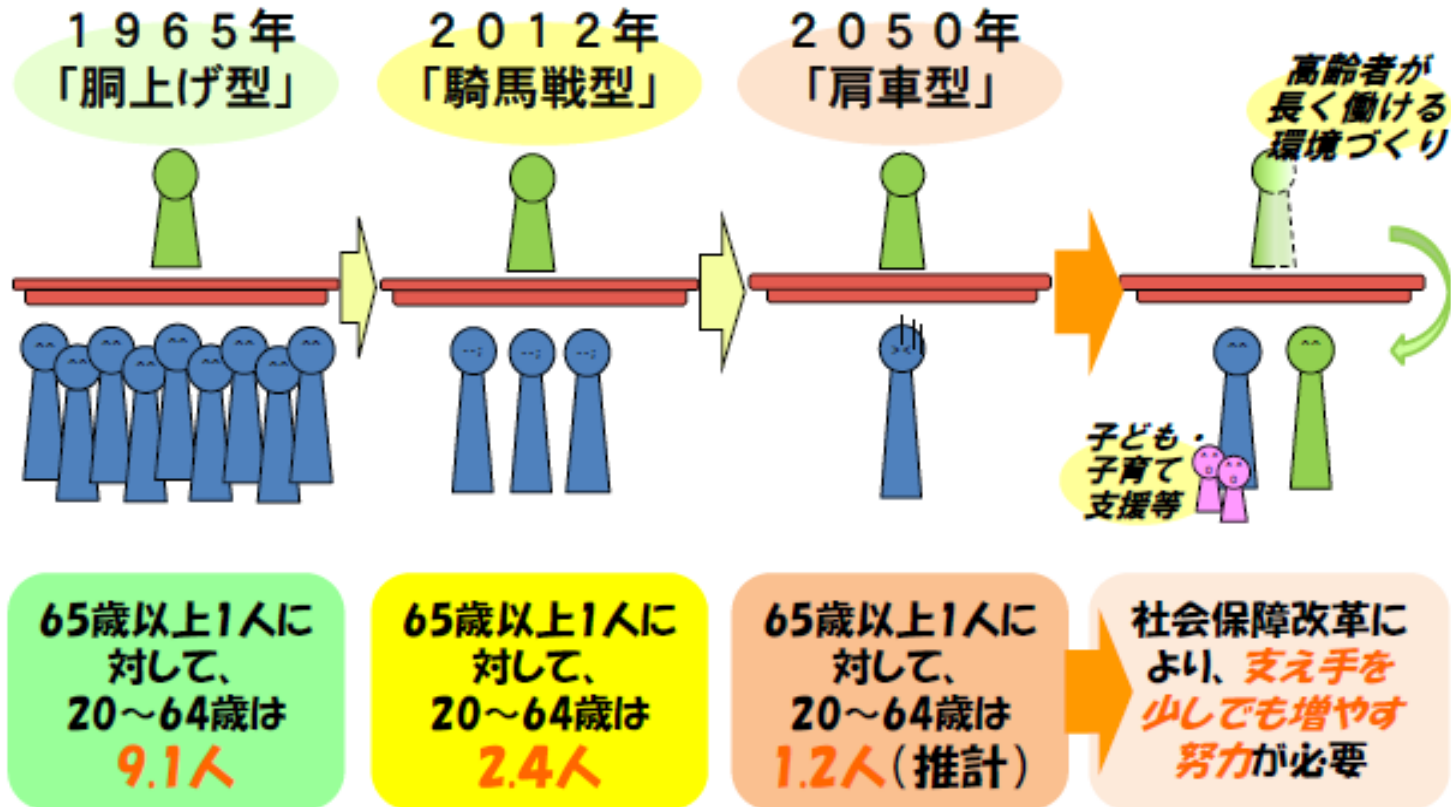 １９６５年
「胴上げ型」
２０１２年
「騎馬戦型」
２０５０年
「肩車型」
高齢者が
長く働ける
環境づくり
子ども・
子育て
支援等
65歳以上1人に
対して、
20～64歳は
9.1人
65歳以上1人に
対して、
20～64歳は
2.4人
65歳以上1人に
対して、
20～64歳は
1.2人（推計）
社会保障改革に
より、支え手を
少しでも増やす
努力が必要